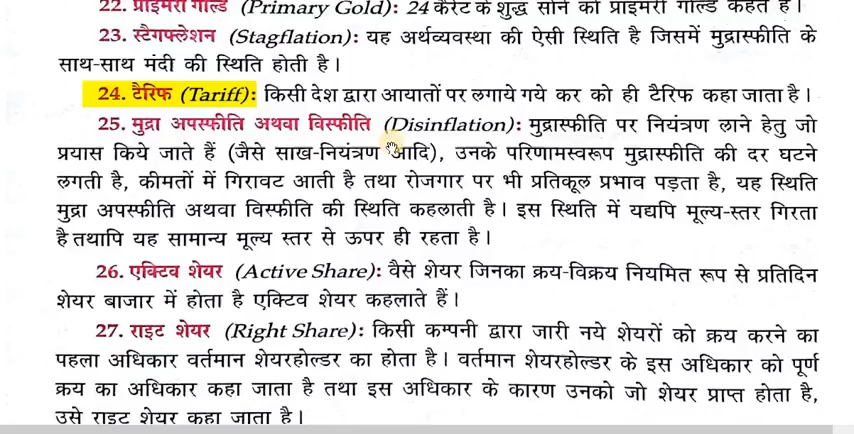 22. प्राइमरी गोल्ड (Primary Gold): 24 कैरेट के शुद्ध सोने को प्राइमरी गोल्ड कहते हैं।
23. स्टैगफ्लेशन (Stagflation): यह अर्थव्यवस्था की ऐसी स्थिति है जिसमें मुद्रास्फीति के
साथ-साथ मंदी की स्थिति होती है।
24. टैरिफ (Tariff): किसी देश द्वारा आयातों पर लगाये गये कर को ही टैरिफ कहा जाता है।
25. मुद्रा अपस्फीति अथवा विस्फीति (Disinflation): मुद्रास्फीति पर नियंत्रण लाने हेतु जो
प्रयास किये जाते हैं (जैसे साख-नियंत्रण आदि), उनके परिणामस्वरूप मुद्रास्फीति की दर घटने
लगती है, कीमतों में गिरावट आती है तथा रोजगार पर भी प्रतिकूल प्रभाव पड़ता है, यह स्थिति
मुद्रा अपस्फीति अथवा विस्फीति की स्थिति कहलाती है। इस स्थिति में यद्यपि मूल्य-स्तर गिरता
है तथापि यह सामान्य मूल्य स्तर से ऊपर ही रहता है।
26. एक्टिव शेयर (Active Share): वैसे शेयर जिनका क्रय-विक्रय नियमित रूप से प्रतिदिन
शेयर बाजार में होता है एक्टिव शेयर कहलाते हैं।
27. राइट शेयर (Right Share): किसी कम्पनी द्वारा जारी नये शेयरों को क्रय करने का
पहला अधिकार वर्तमान शेयरहोल्डर का होता है। वर्तमान शेयरहोल्डर के इस अधिकार को पूर्ण
क्रय का अधिकार कहा जाता है तथा इस अधिकार के कारण उनको जो शेयर प्राप्त होता है,
उसे राइट शेयर कहा जाता है।